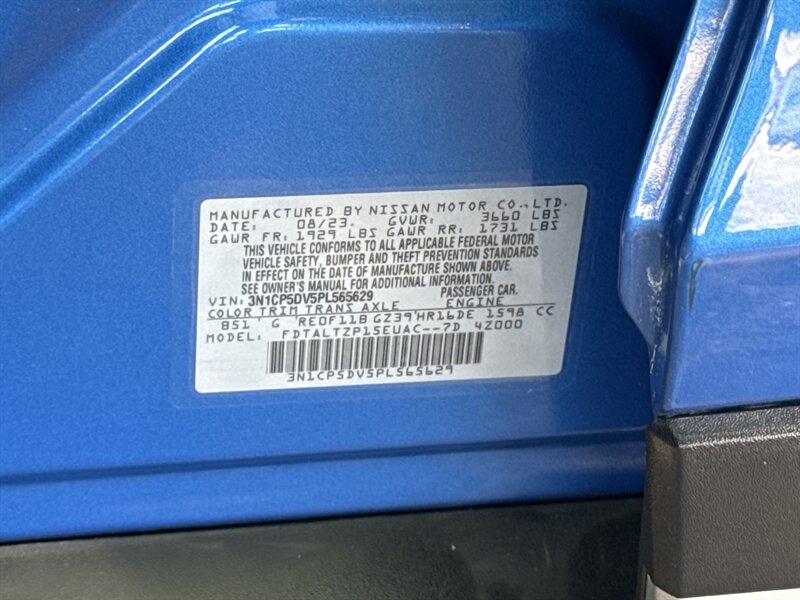 MANUFACTURED BY NISSAN MOTOR CO.,LTD.
DATE: 08/23. GVWR: 3660 LBS
GAWR FR: 1929 LBS GAWR RR: 1731 LBS
THIS VEHICLE CONFORMS TO ALL APPLICABLE FEDERAL MOTOR
VEHICLE SAFETY, BUMPER AND THEFT PREVENTION STANDARDS
IN EFFECT ON THE DATE OF MANUFACTURE SHOWN ABOVE.
SEE OWNER'S MANUAL FOR ADDITIONAL INFORMATION.
VIN: 3N1CP5DV5PL565629 PASSENGER CAR.
COLOR TRIM TRANS AXLE ENGINE
B51 G RE0F11B GZ39 HR16DE 1598 CC
MODEL: FDTALTZP15EUAC--7D 4Z000
3N1CP5DV5PL565629